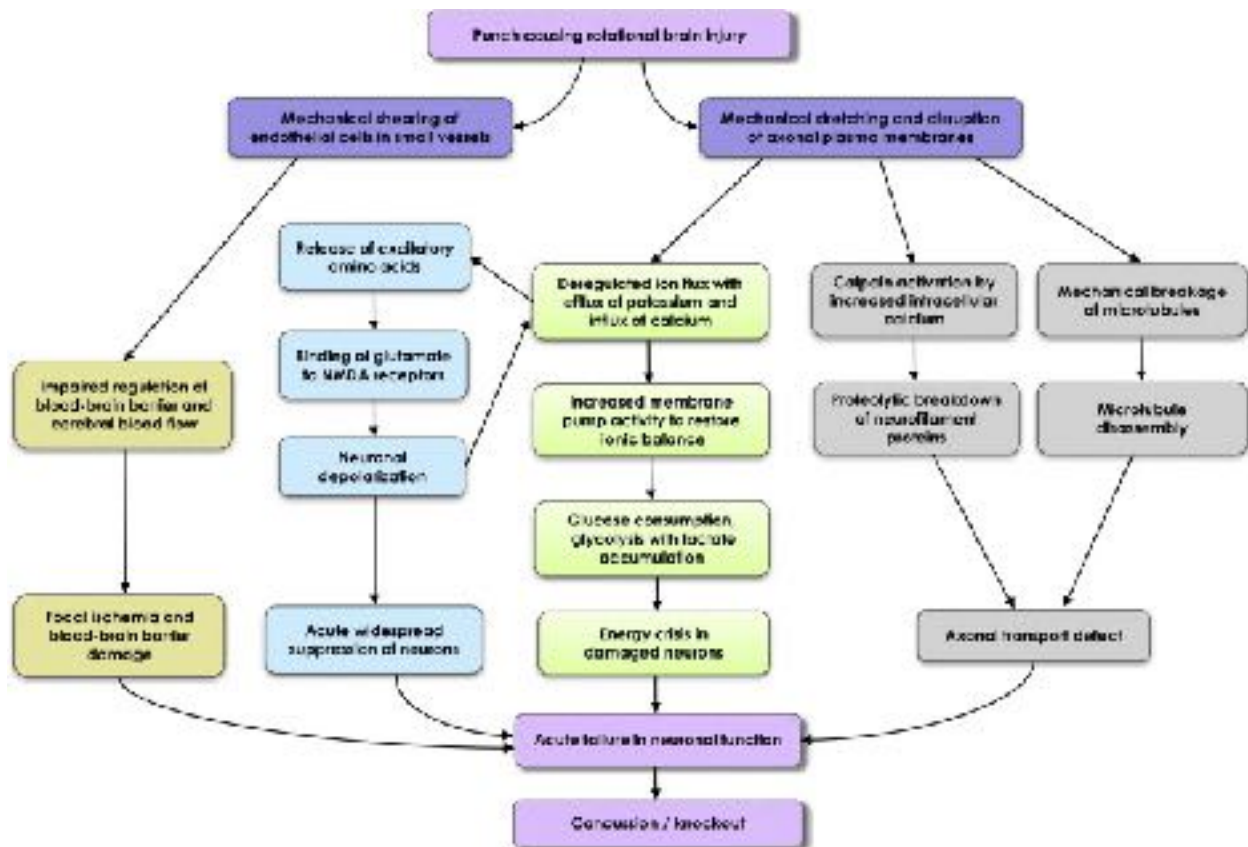 Punch causing rotational brain injury
Mechanical shearing of
endothelial cells in small vessels
Mechanical stretching and disruption
of axonal plasma membranes
Release of excitatory
amino acids
Deregulated ion flux with
efflux of potassium and
influx of calcium
Calpain activation by
increased intracellular
calcium
Mechanical breakage
of microtubules
Binding of glutamate
to NMDA receptors
Impaired regulation of
blood-brain barrier and
cerebral blood flow
Increased membrane
pump activity to restore
ionic balance
Proteolytic breakdown
of neurofilament
proteins
Microtubule
disassembly
Neuronal
depolarization
Glucose consumption,
glycolysis with lactate
accumulation
Focal ischemia and
blood-brain barrier
damage
Acute widespread
suppression of neurons
Energy crisis in
damaged neurons
Axonal transport defect
Acute failure in neuronal function
Concussion / knockout